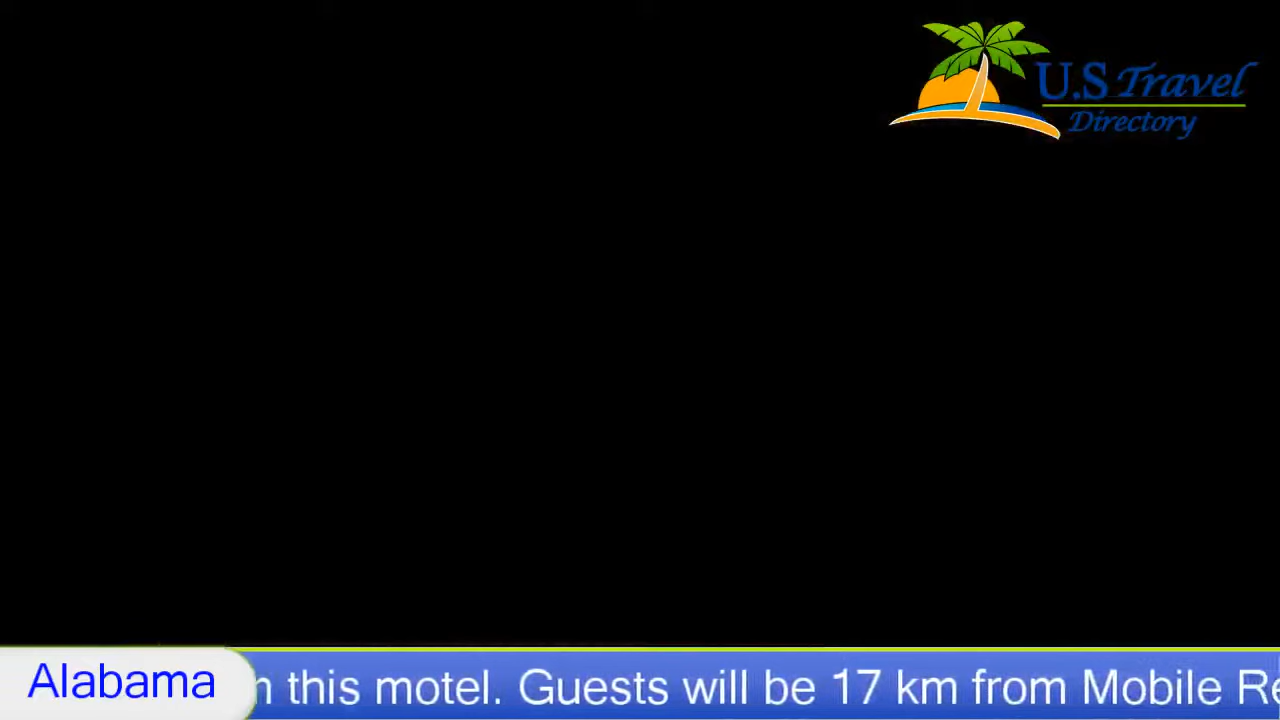 U.S Travel
Directory
Alabama
this motel. Guests will be 17 km from Mobile